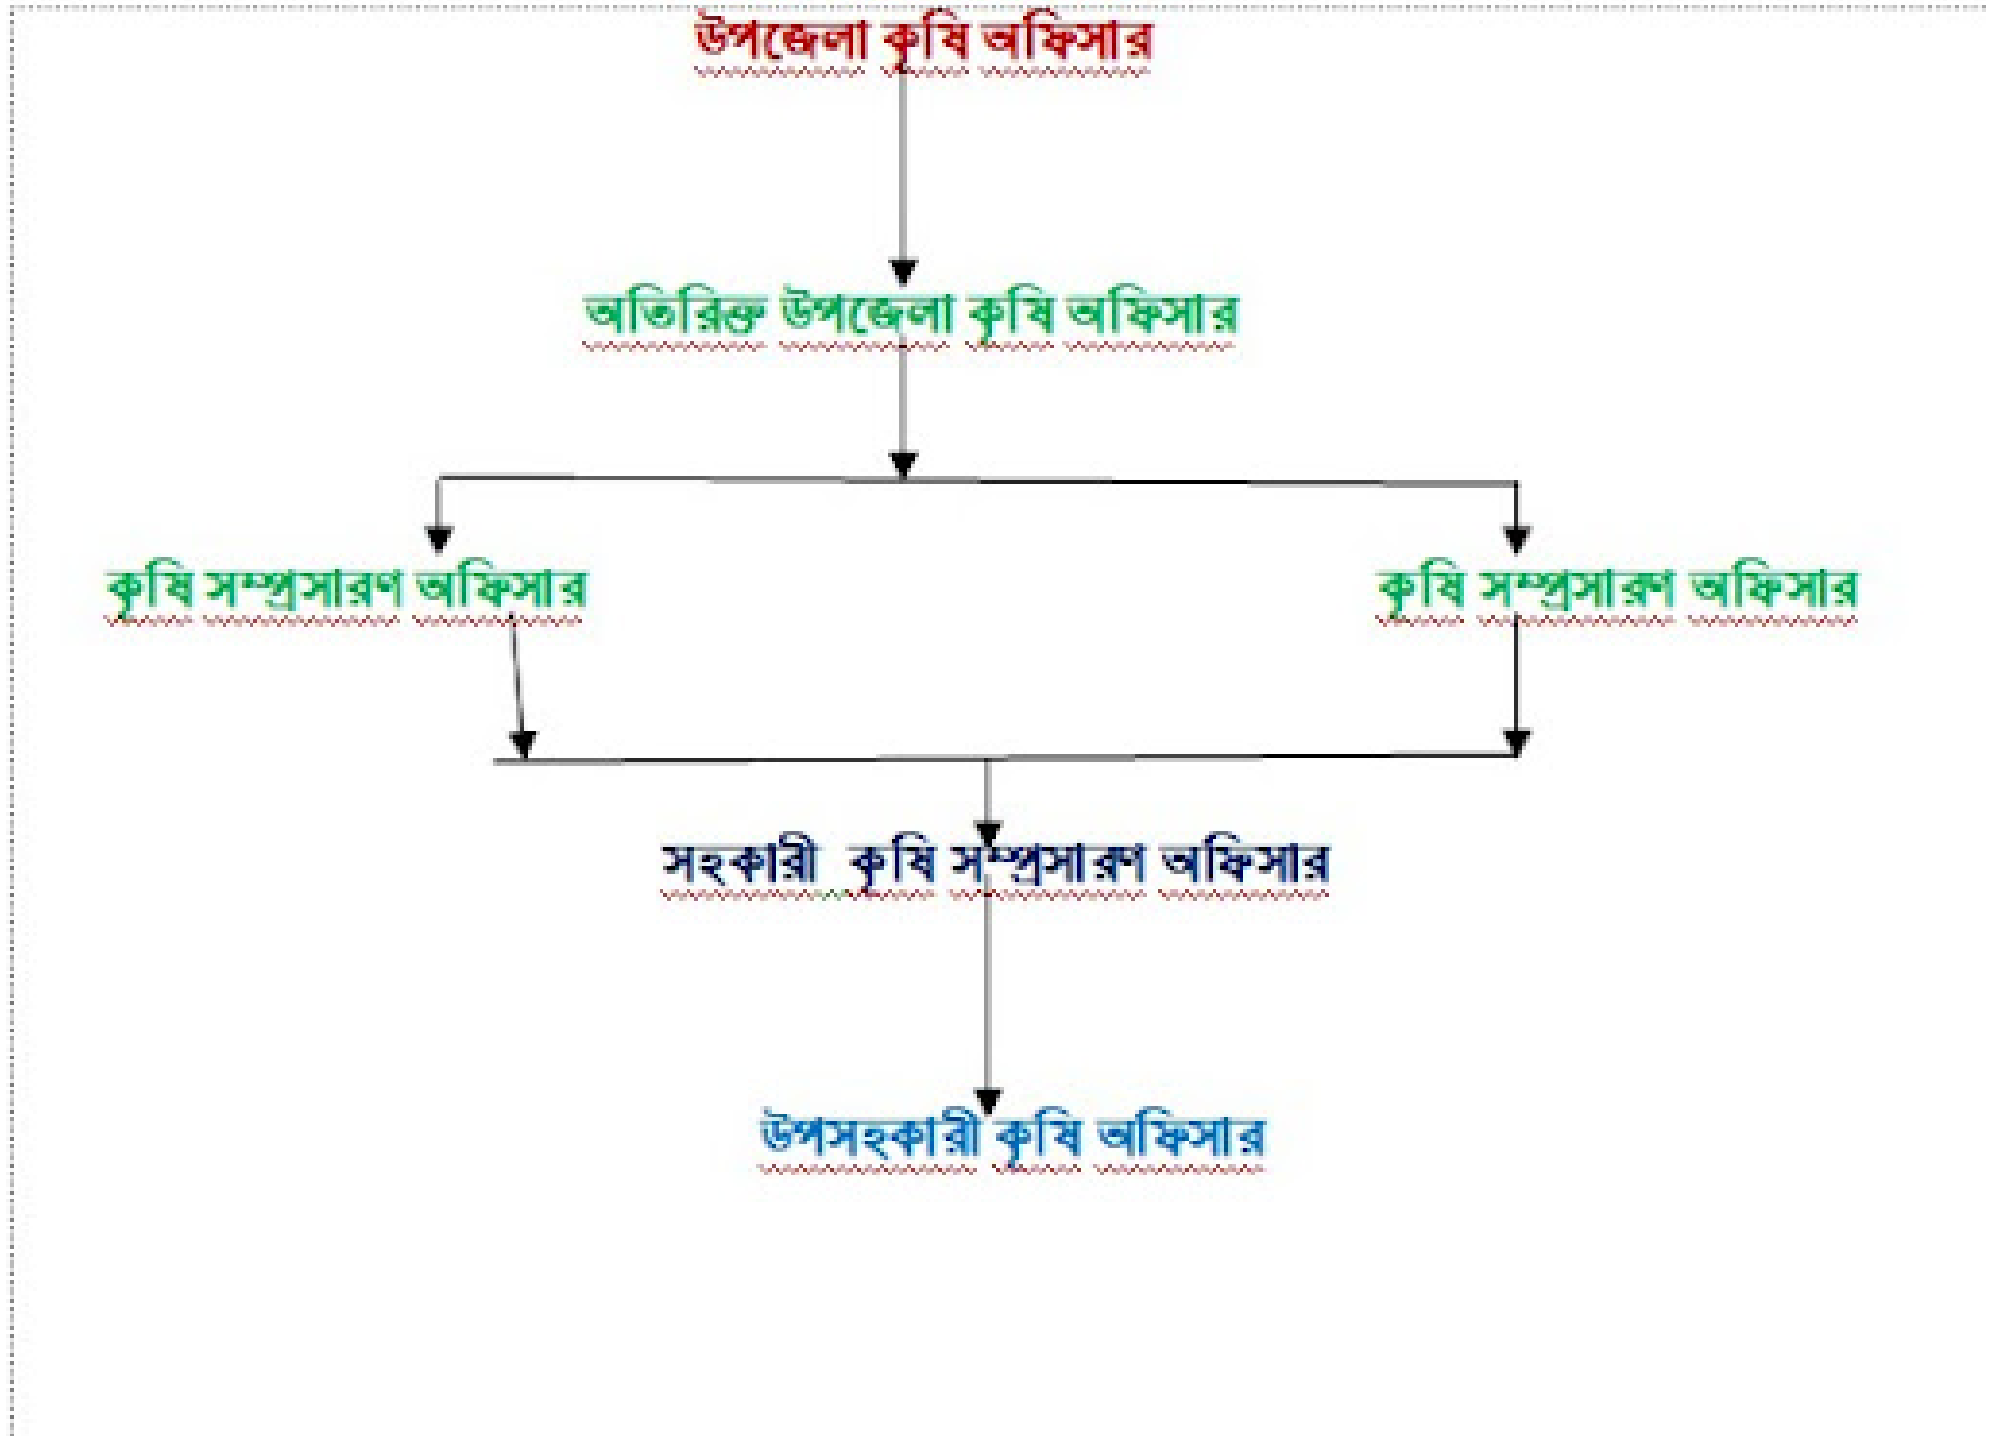 উপজেলা কৃষি অফিসার
অতিরিক্ত উপজেলা কৃষি অফিসার
কৃষি সম্প্রসারণ অফিসার
কৃষি সম্প্রসারণ অফিসার
সহকারী কৃষি সম্প্রসারণ অফিসার
উপসহকারী কৃষি অফিসার